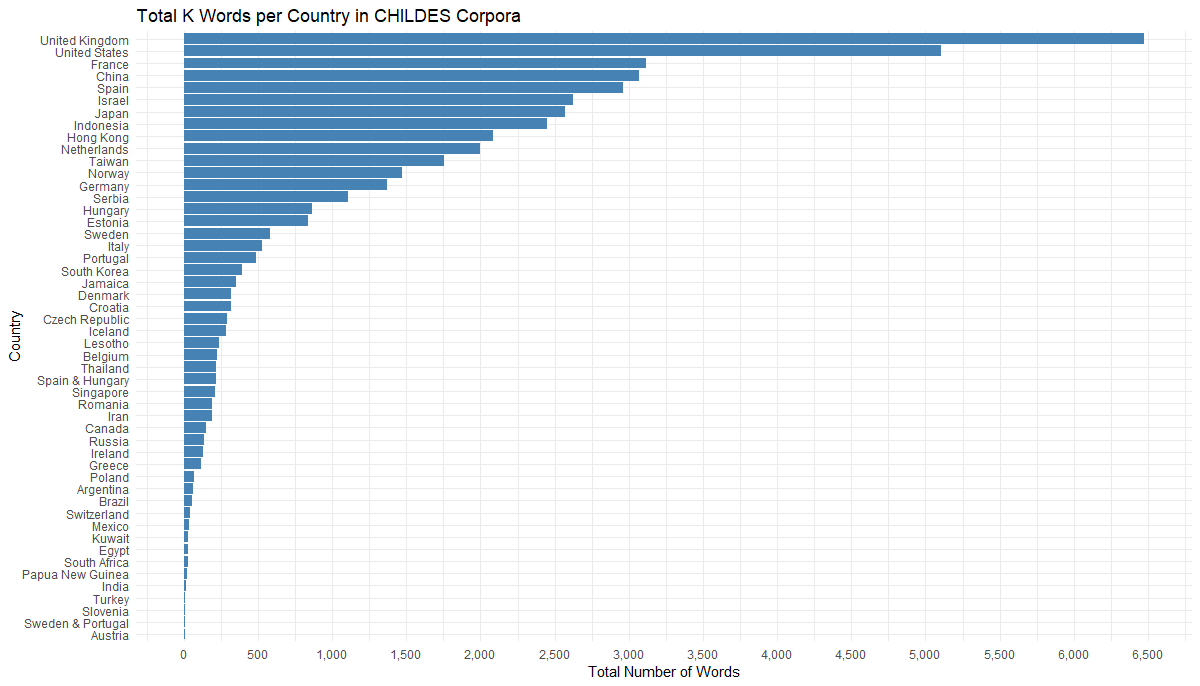 Total K Words per Country in CHILDES Corpora
United Kingdom
United States
France
China
Spain
Israel
Japan
Indonesia
Hong Kong
Netherlands
Taiwan
Norway
Germany
Serbia
Hungary
Estonia
Sweden
Italy
Portugal
South Korea
Jamaica
Denmark
Croatia
Czech Republic
Iceland
Lesotho
Belgium
Thailand
Spain & Hungary
Singapore
Romania
Iran
Canada
Russia
Ireland
Greece
Poland
Argentina
Brazil
Switzerland
Mexico
Kuwait
Egypt
South Africa
Papua New Guinea
India
Turkey
Slovenia
Sweden & Portugal
Austria
Country
0 500 1,000 1,500 2,000 2,500 3,000 3,500 4,000 4,500 5,000 5,500 6,000 6,500
Total Number of Words